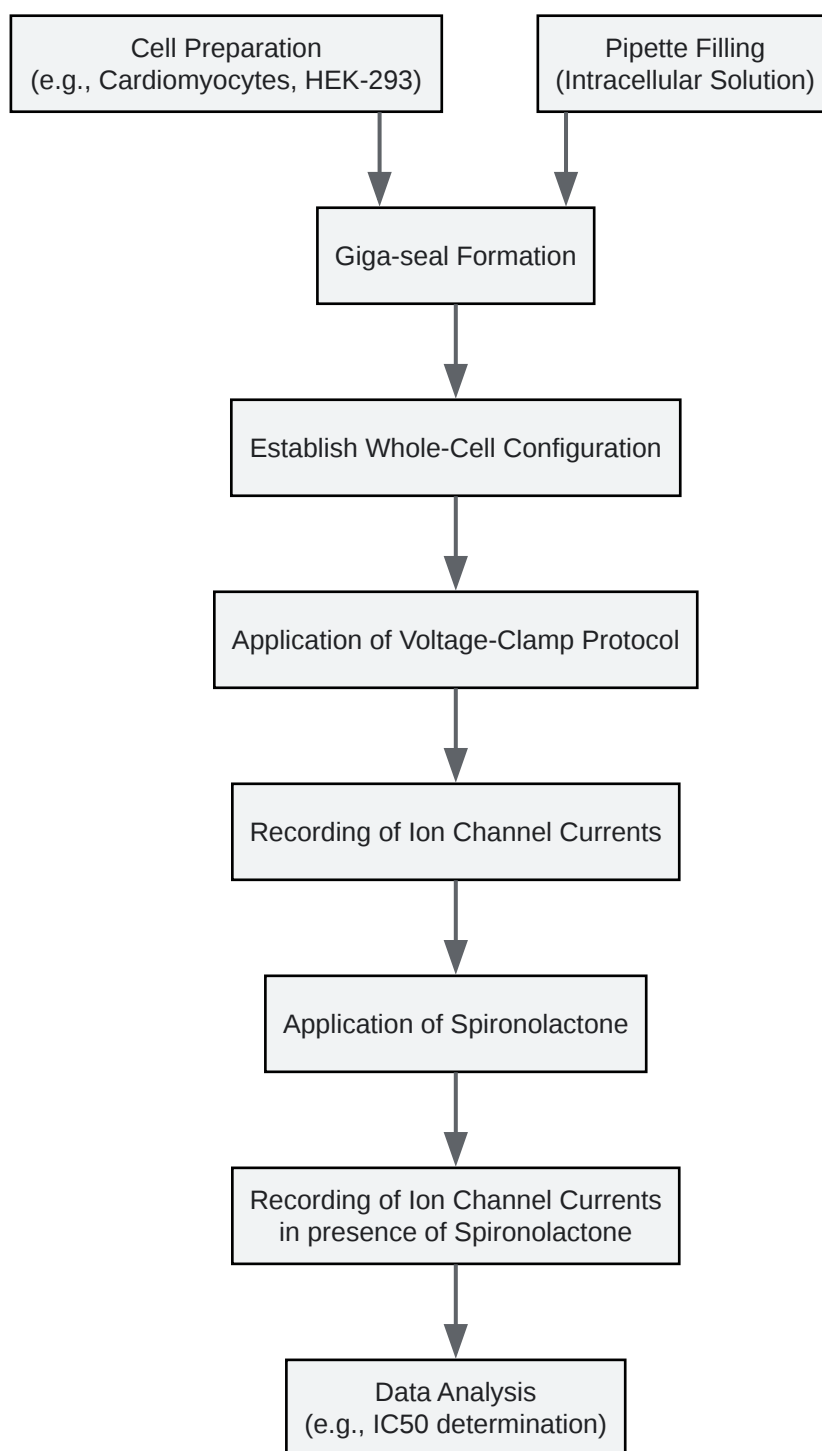 Cell Preparation
(e.g., Cardiomyocytes, HEK-293)
Pipette Filling
(Intracellular Solution)
Giga-seal Formation
Establish Whole-Cell Configuration
Application of Voltage-Clamp Protocol
Recording of Ion Channel Currents
Application of Spironolactone
Recording of Ion Channel Currents
in presence of Spironolactone
Data Analysis
(e.g., IC50 determination)